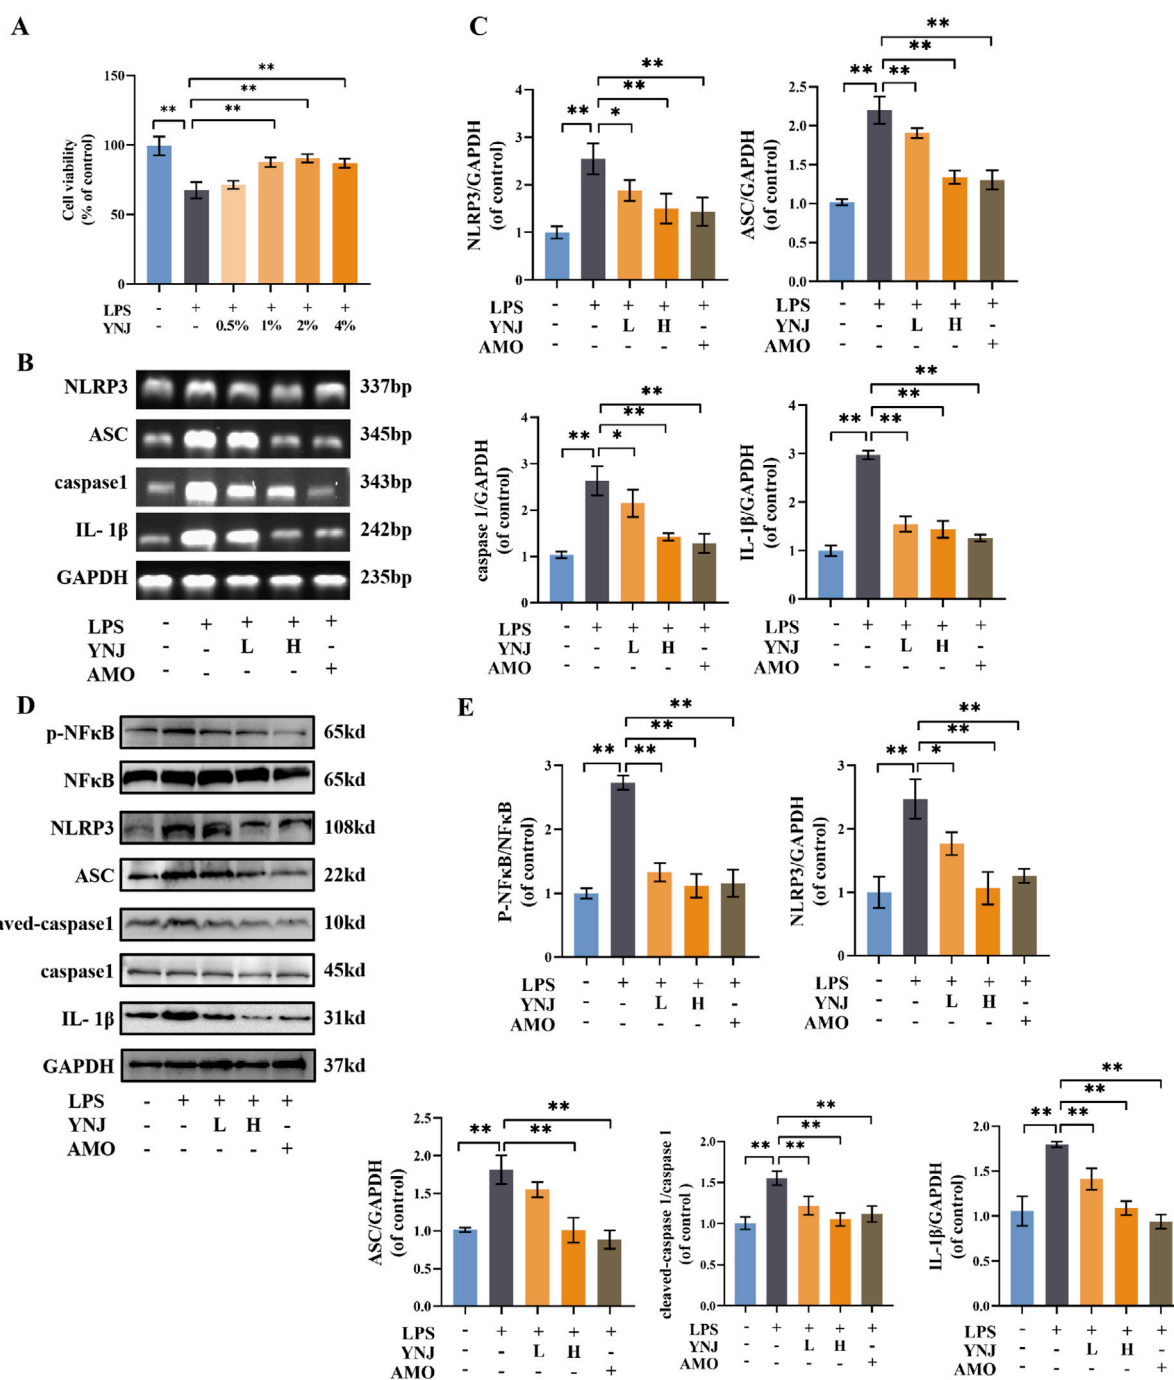 A
C
**
**
**
**
**
150
100
50
0
Cell viability
(% of control)
LPS - + + + + +
YNJ - - 0.5% 1% 2% 4%
**
**
**
*
4
3
2
1
0
NLRP3/GAPDH
(of control)
LPS - + + + +
YNJ - - L H -
AMO - - - - +
**
**
**
**
2.5
2.0
1.5
1.0
0.5
0.0
ASC/GAPDH
(of control)
LPS - + + + +
YNJ - - L H -
AMO - - - - +
B
NLRP3 337bp
ASC 345bp
caspase1 343bp
IL-1β 242bp
GAPDH 235bp
LPS - + + + +
YNJ - - L H -
AMO - - - - +
**
**
**
*
4
3
2
1
0
caspase 1/GAPDH
(of control)
LPS - + + + +
YNJ - - L H -
AMO - - - - +
**
**
**
**
4
3
2
1
0
IL-1β/GAPDH
(of control)
LPS - + + + +
YNJ - - L H -
AMO - - - - +
D
p-NFκB 65kd
NFκB 65kd
NLRP3 108kd
ASC 22kd
aved-caspase1 10kd
caspase1 45kd
IL-1β 31kd
GAPDH 37kd
LPS - + + + +
YNJ - - L H -
AMO - - - - +
E
**
**
**
**
3
2
1
0
P-NFκB/NFκB
(of control)
LPS - + + + +
YNJ - - L H -
AMO - - - - +
**
**
**
*
3
2
1
0
NLRP3/GAPDH
(of control)
LPS - + + + +
YNJ - - L H -
AMO - - - - +
**
**
**
2.5
2.0
1.5
1.0
0.5
0.0
ASC/GAPDH
(of control)
LPS - + + + +
YNJ - - L H -
AMO - - - - +
**
**
**
**
2.0
1.5
1.0
0.5
0.0
cleaved-caspase 1/caspase 1
(of control )
LPS - + + + +
YNJ - - L H -
AMO - - - - +
**
**
**
**
2.0
1.5
1.0
0.5
0.0
IL-1β/GAPDH
(of control)
LPS - + + + +
YNJ - - L H -
AMO - - - - +